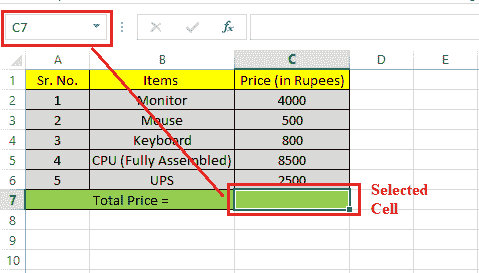 C7 fx
A B C D E
1 Sr. No. Items Price (in Rupees)
2 1 Monitor 4000
3 2 Mouse 500
4 3 Keyboard 800
5 4 CPU (Fully Assembled) 8500
6 5 UPS 2500
7 Total Price =
Selected
Cell
8
9
10